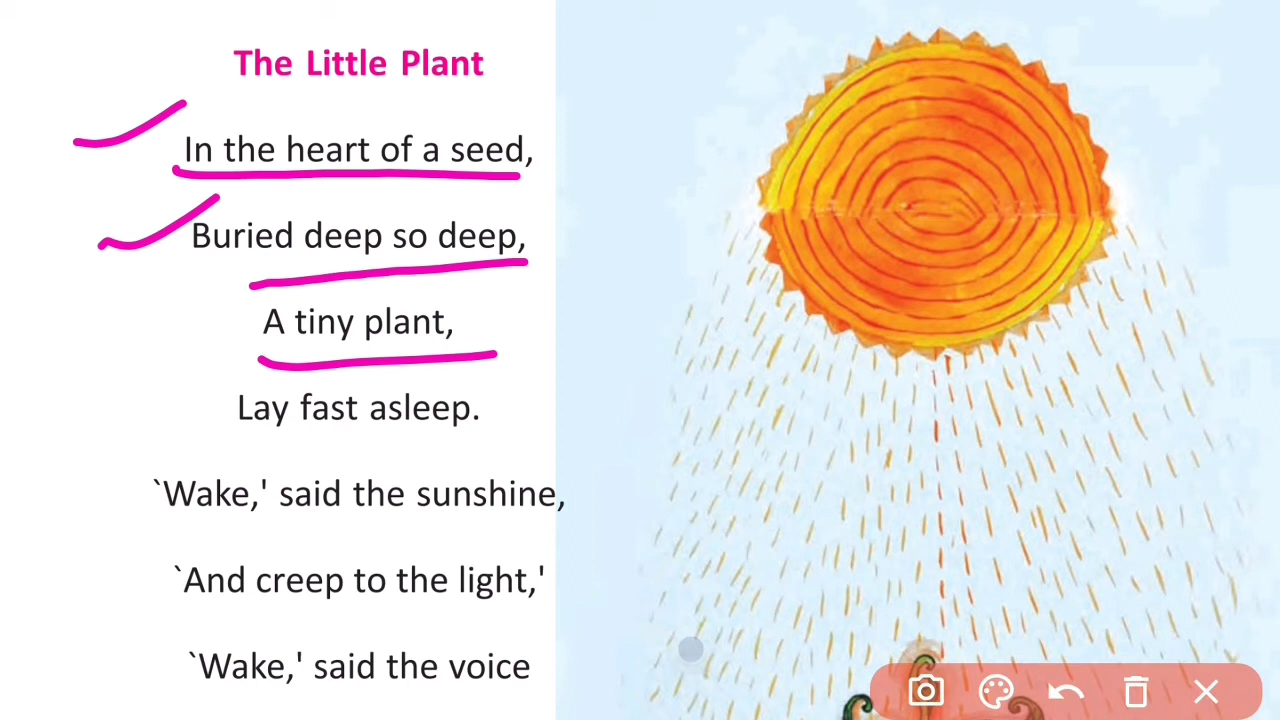 The Little Plant
In the heart of a seed,
Buried deep so deep,
A tiny plant,
Lay fast asleep.
`Wake,' said the sunshine,
`And creep to the light,'
`Wake,' said the voice